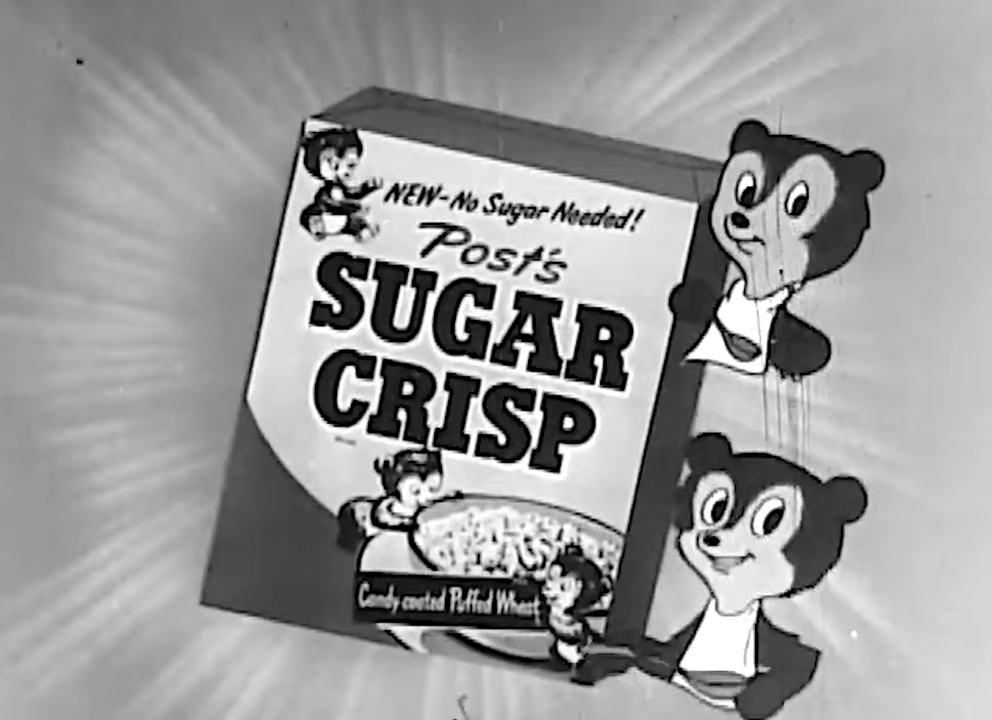 NEW-No Sugar Needed!
Post's
SUGAR
CRISP
Candy-coated Puffed Wheat